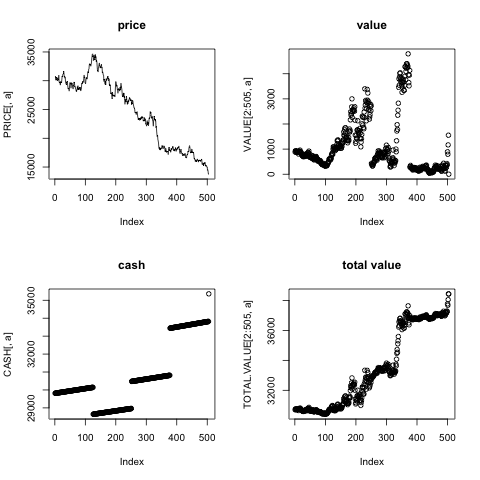 price
PRICE[, a]
35000
25000
15000
0 100 200 300 400 500
Index
value
VALUE[2:505, a]
3000
1000
0
0 100 200 300 400 500
Index
cash
CASH[, a]
35000
32000
29000
0 100 200 300 400 500
Index
total value
TOTAL.VALUE[2:505, a]
36000
32000
0 100 200 300 400 500
Index